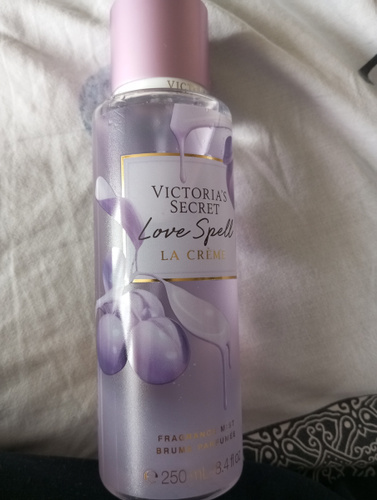 VICTORIA'S
SECRET
Love Spell
LA CRÈME
FRAGRANCE MIST
BRUME PARFUMÉE
℮ 250 mL/8.4 fl oz